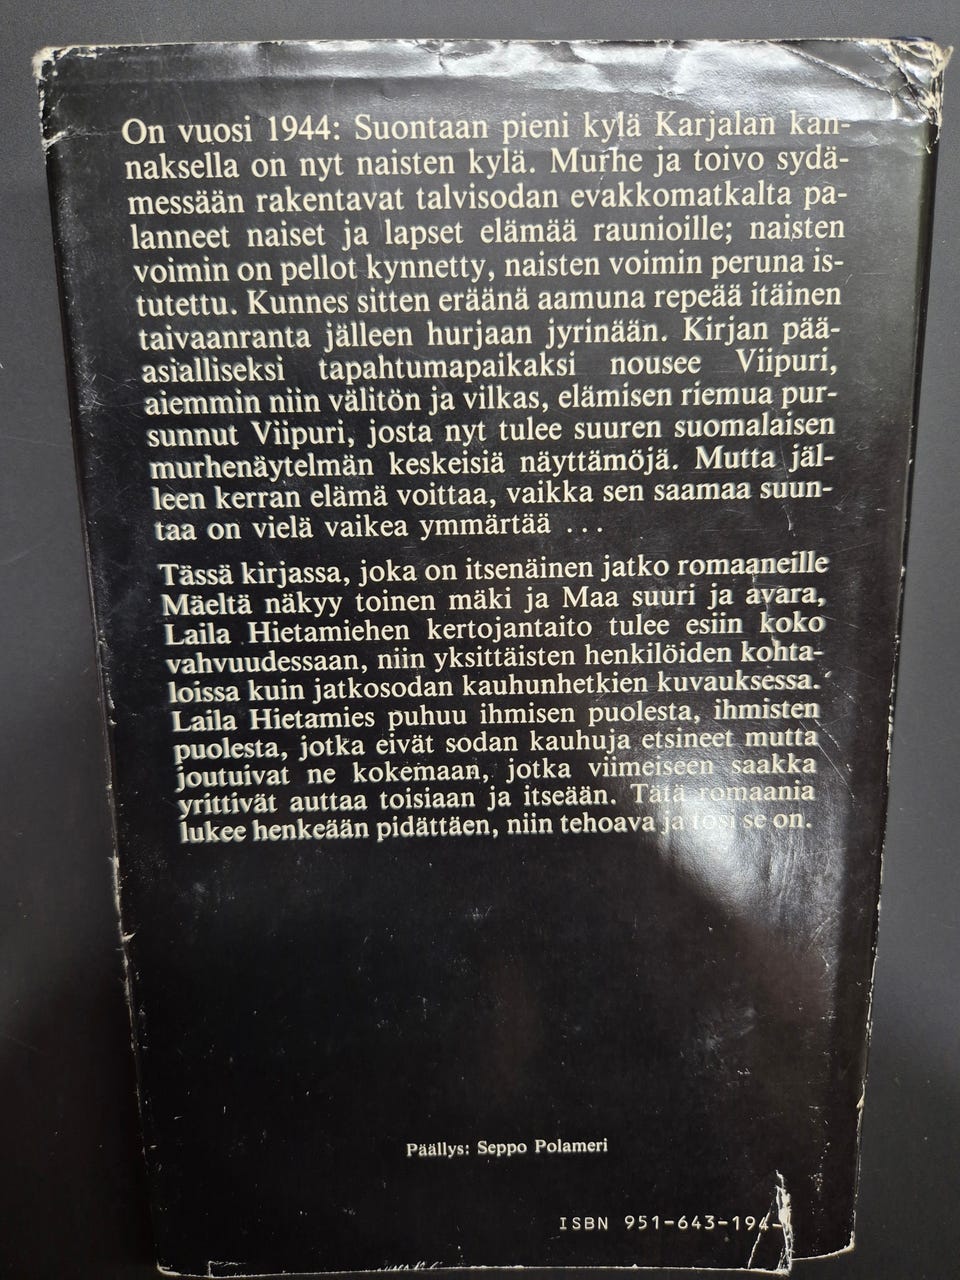 On vuosi 1944: Suontaan pieni kylä Karjalan kan-
naksella on nyt naisten kylä. Murhe ja toivo sydä-
messään rakentavat talvisodan evakkomatkalta pa-
lanneet naiset ja lapset elämää raunioille; naisten
voimin on pellot kynnetty, naisten voimin peruna is-
tutettu. Kunnes sitten eräänä aamuna repeää itäinen
taivaanranta jälleen hurjaan jyrinään. Kirjan pää-
asialliseksi tapahtumapaikaksi nousee Viipuri,
aiemmin niin välitön ja vilkas, elämisen riemua pur-
sunnut Viipuri, josta nyt tulee suuren suomalaisen
murhenäytelmän keskeisiä näyttämöjä. Mutta jäl-
leen kerran elämä voittaa, vaikka sen saamaa suun-
taa on vielä vaikea ymmärtää ...
Tässä kirjassa, joka on itsenäinen jatko romaaneille
Mäeltä näkyy toinen mäki ja Maa suuri ja avara,
Laila Hietamiehen kertojantaito tulee esiin koko
vahvuudessaan, niin yksittäisten henkilöiden kohta-
loissa kuin jatkosodan kauhunhetkien kuvauksessa.
Laila Hietamies puhuu ihmisen puolesta, ihmisten
puolesta, jotka eivät sodan kauhuja etsineet mutta
joutuivat ne kokemaan, jotka viimeiseen saakka
yrittivät auttaa toisiaan ja itseään. Tätä romaania
lukee henkeään pidättäen, niin tehoava ja tosi se on.
Päällys: Seppo Polameri
ISBN 951-643-194-